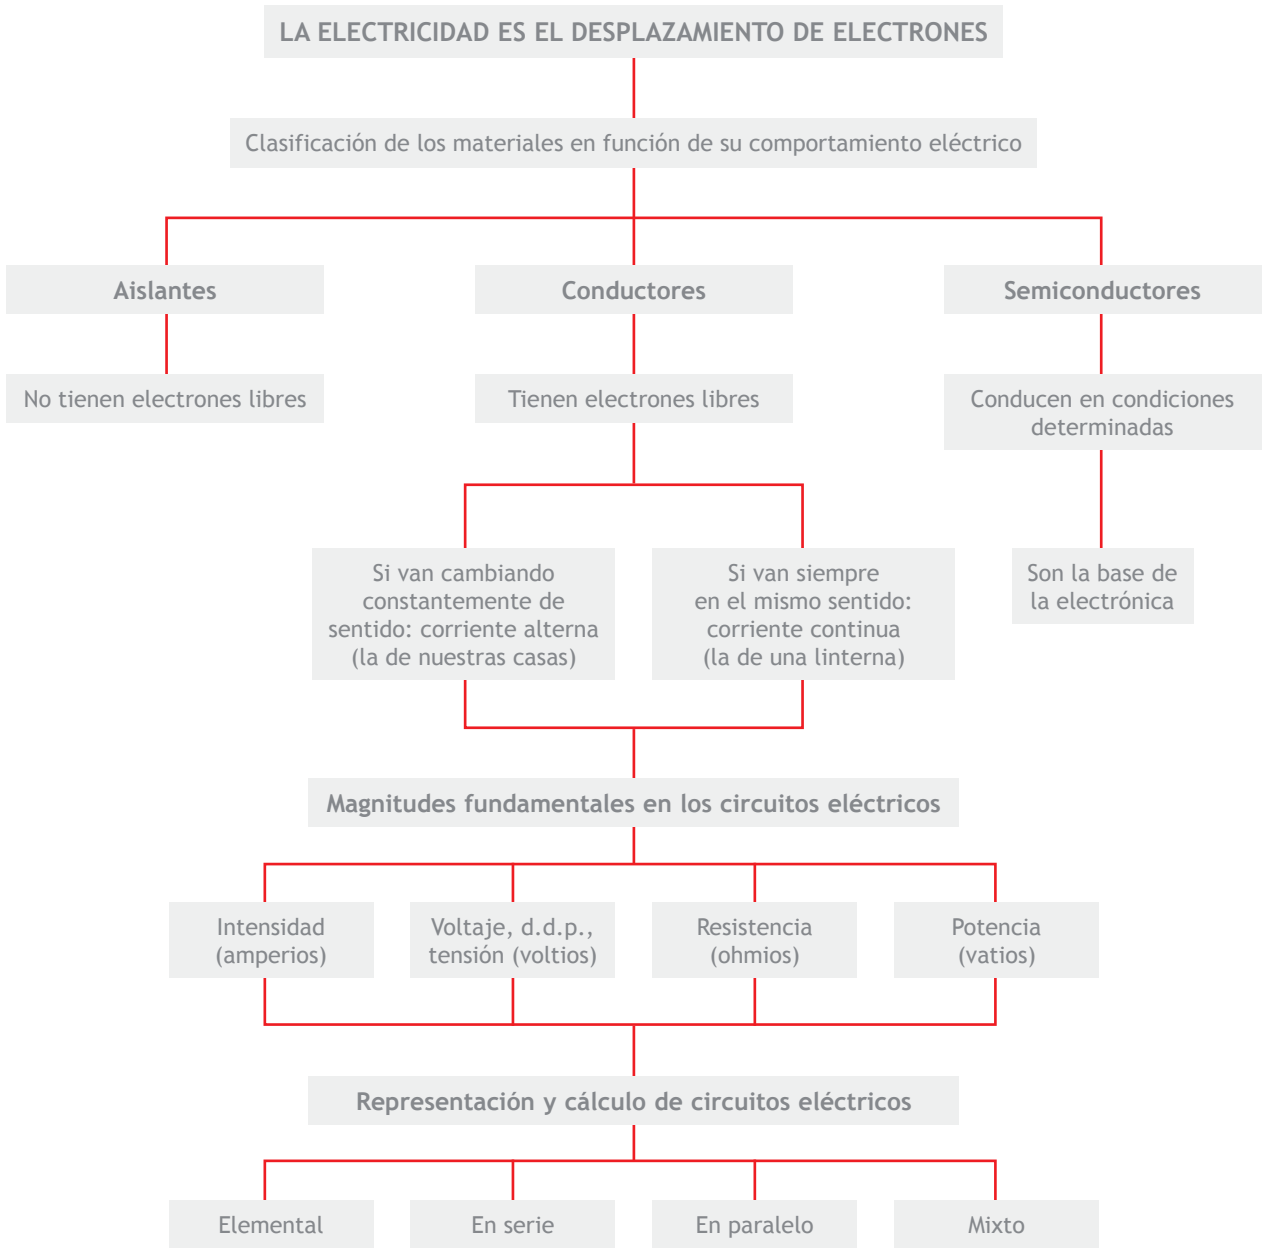 LA ELECTRICIDAD ES EL DESPLAZAMIENTO DE ELECTRONES
Clasificación de los materiales en función de su comportamiento eléctrico
Aislantes
Conductores
Semiconductores
No tienen electrones libres
Tienen electrones libres
Conducen en condiciones
determinadas
Si van cambiando
constantemente de
sentido: corriente alterna
(la de nuestras casas)
Si van siempre
en el mismo sentido:
corriente continua
(la de una linterna)
Son la base de
la electrónica
Magnitudes fundamentales en los circuitos eléctricos
Intensidad
(amperios)
Voltaje, d.d.p.,
tensión (voltios)
Resistencia
(ohmios)
Potencia
(vatios)
Representación y cálculo de circuitos eléctricos
Elemental
En serie
En paralelo
Mixto